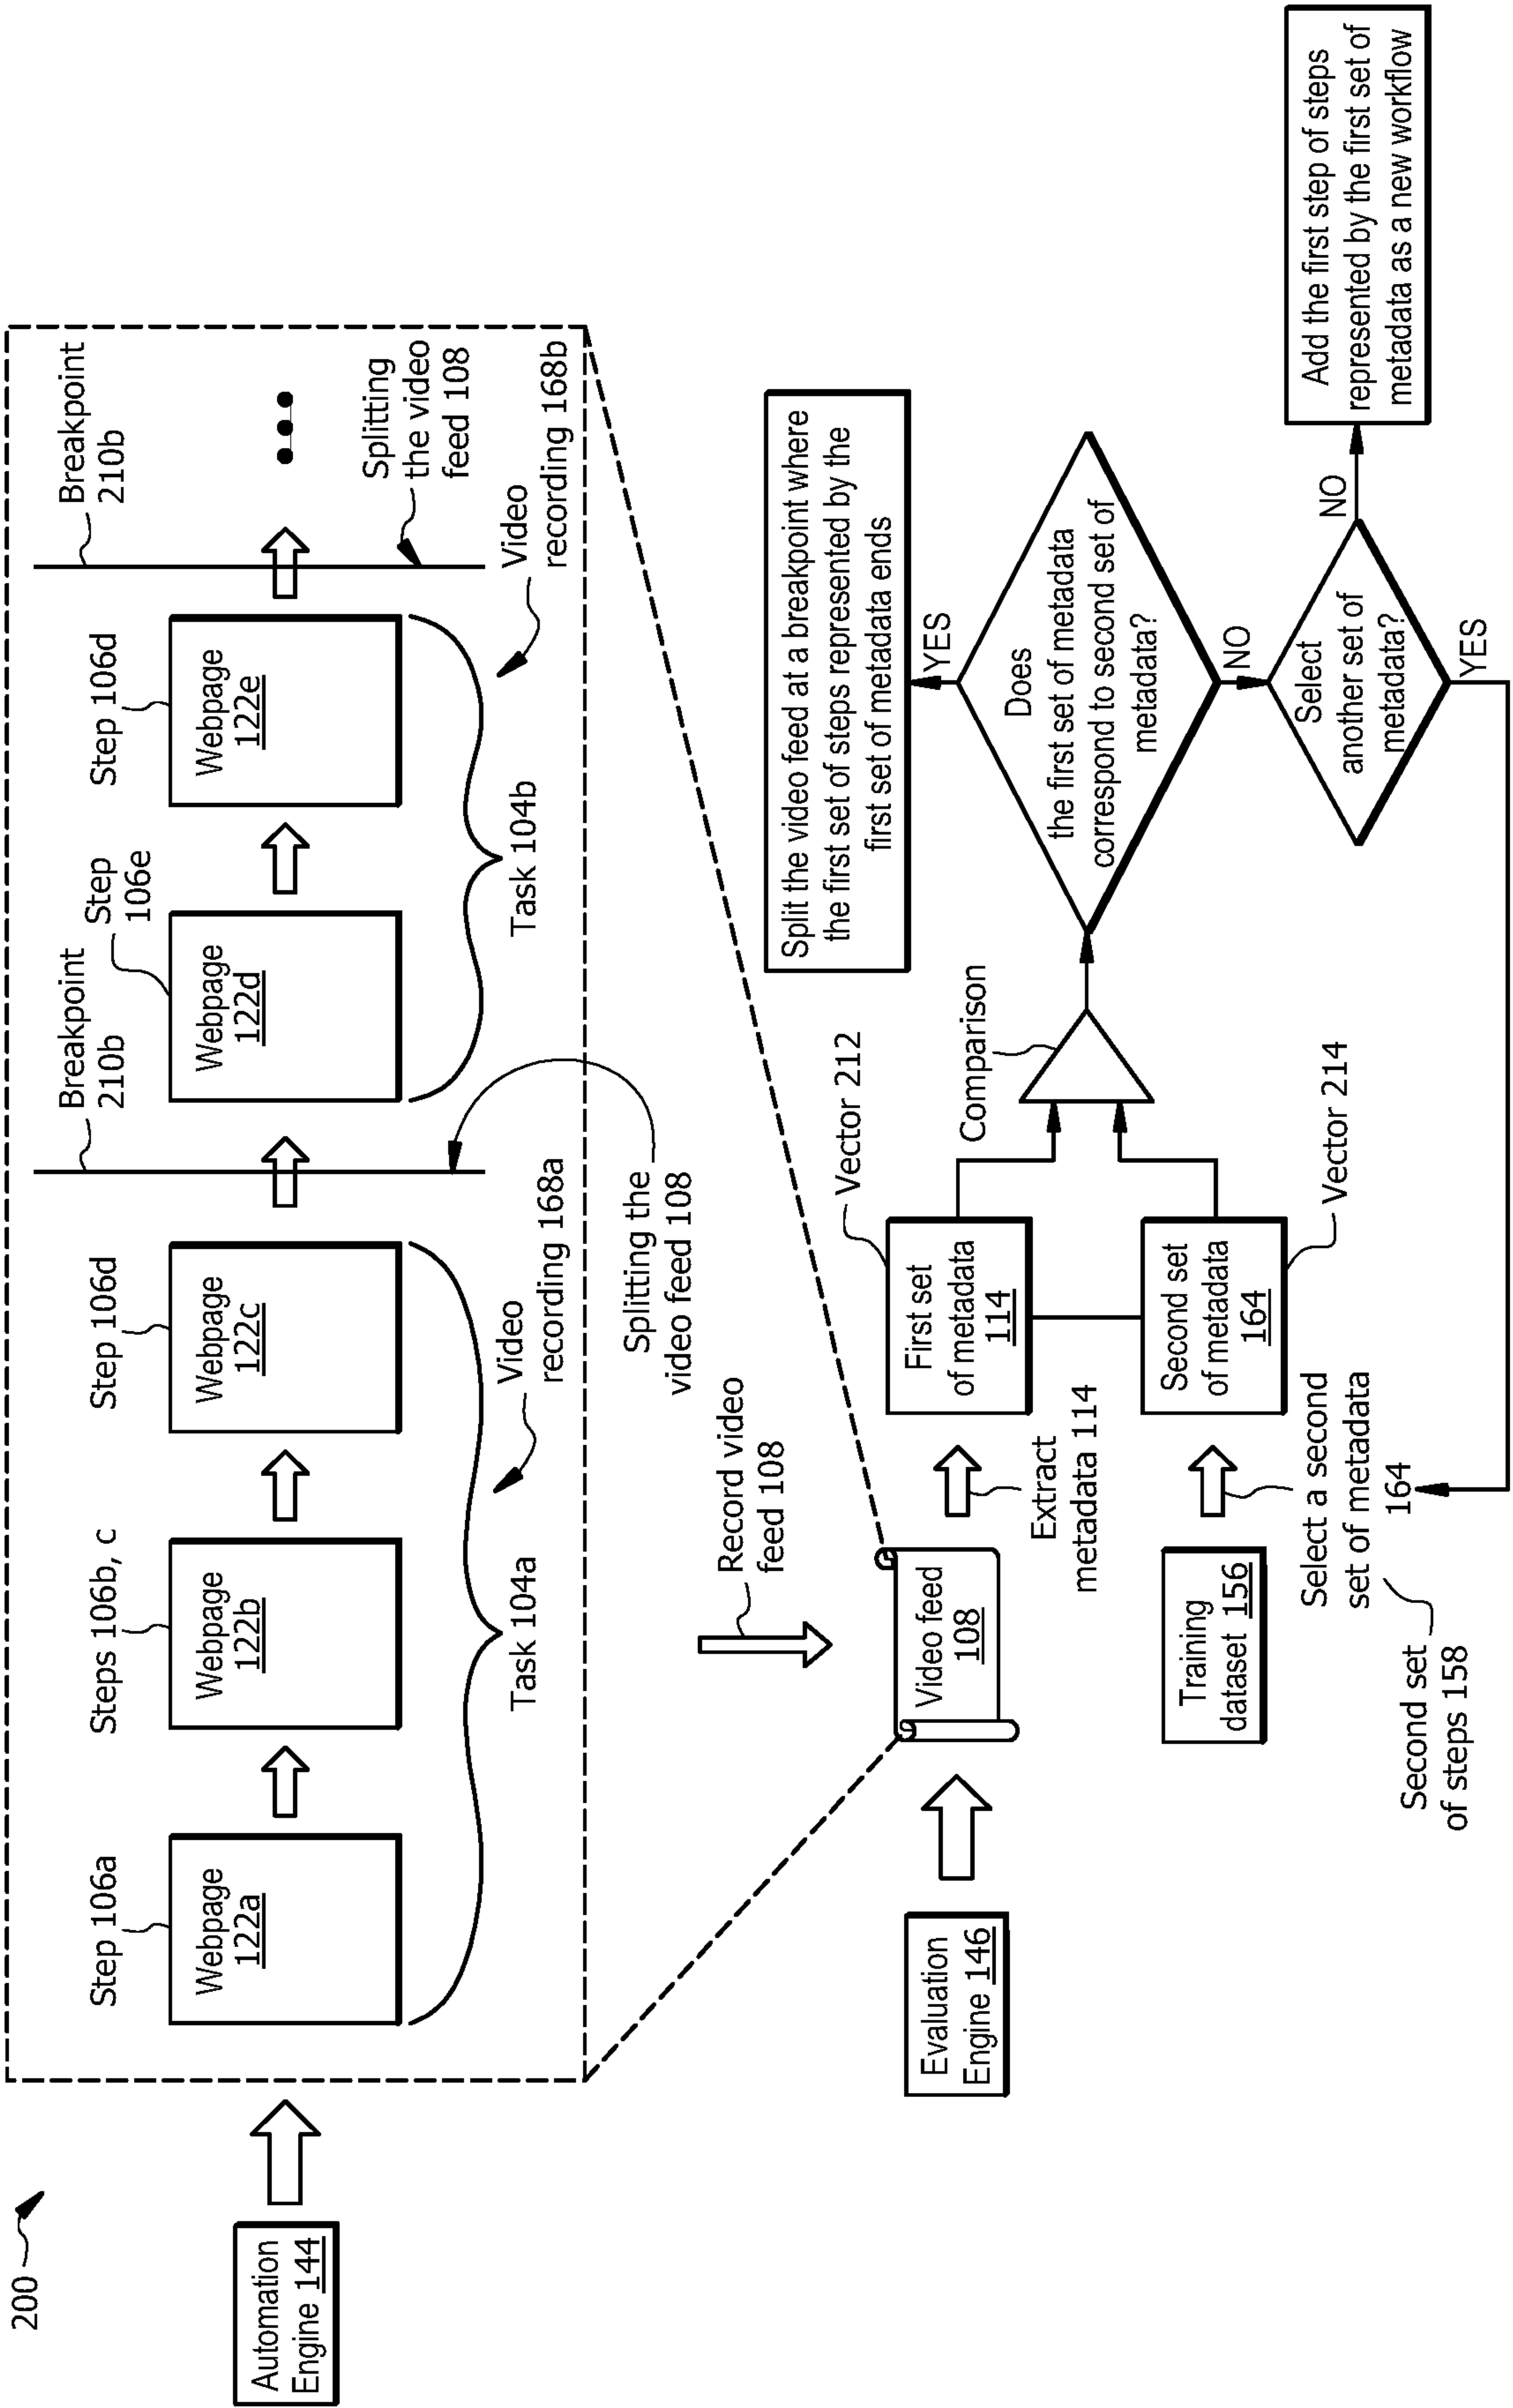 200
Automation
Engine 144
Step 106a
Webpage
122a
Steps 106b, c
Webpage
122b
Step 106d
Webpage
122c
Task 104a
Video
recording 168a
Breakpoint
210b
Splitting the
video feed 108
Step
106e
Webpage
122d
Step 106d
Webpage
122e
Task 104b
Video
recording 168b
Breakpoint
210b
Splitting
the video
feed 108
Record video
feed 108
Evaluation
Engine 146
Video feed
108
Extract
metadata 114
First set
of metadata
114
Vector 212
Training
dataset 156
Select a second
set of metadata
164
Second set
of steps 158
Second set
of metadata
164
Vector 214
Comparison
Does
the first set of metadata
correspond to second set of
metadata?
YES
Split the video feed at a breakpoint where
the first set of steps represented by the
first set of metadata ends
NO
Select
another set of
metadata?
YES
NO
Add the first step of steps
represented by the first set of
metadata as a new workflow